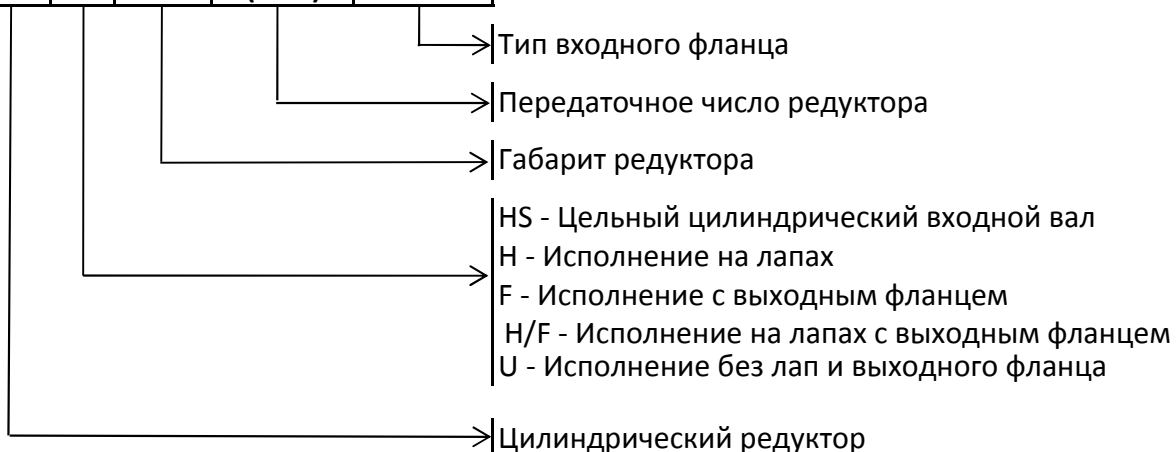 Тип входного фланца
Передаточное число редуктора
Габарит редуктора
HS - Цельный цилиндрический входной вал
H - Исполнение на лапах
F - Исполнение с выходным фланцем
H/F - Исполнение на лапах с выходным фланцем
U - Исполнение без лап и выходного фланца
Цилиндрический редуктор